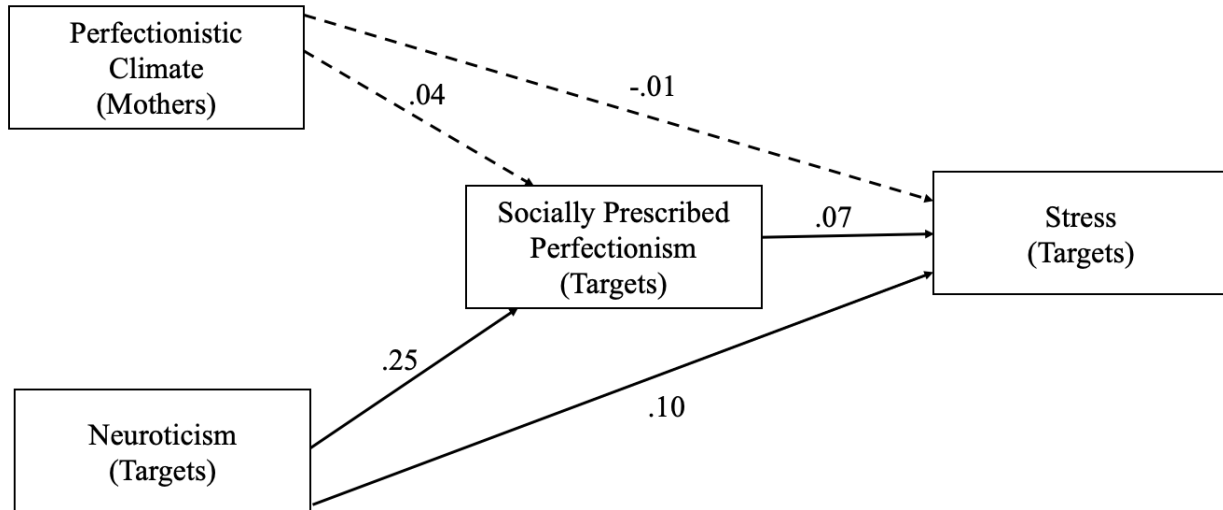 Perfectionistic
Climate
(Mothers)
.04
-.01
Socially Prescribed
Perfectionism
(Targets)
.07
Stress
(Targets)
.25
.10
Neuroticism
(Targets)